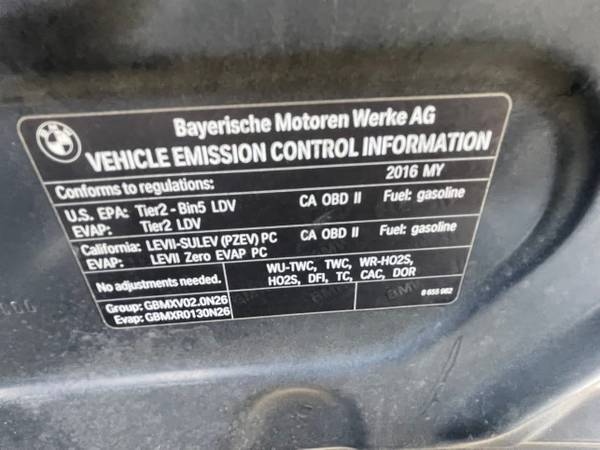 Bayerische Motoren Werke AG
VEHICLE EMISSION CONTROL INFORMATION
Conforms to regulations: 2016 MY
U.S. EPA: Tier2 - Bin5 LDV CA OBD II Fuel: gasoline
EVAP: Tier2 LDV
California: LEVII-SULEV (PZEV) PC CA OBD II Fuel: gasoline
EVAP: LEVII Zero EVAP PC
No adjustments needed. WU-TWC, TWC, WR-HO2S,
HO2S, DFI, TC, CAC, DOR
Group: GBMXV02.0N26
Evap: GBMXR0130N26